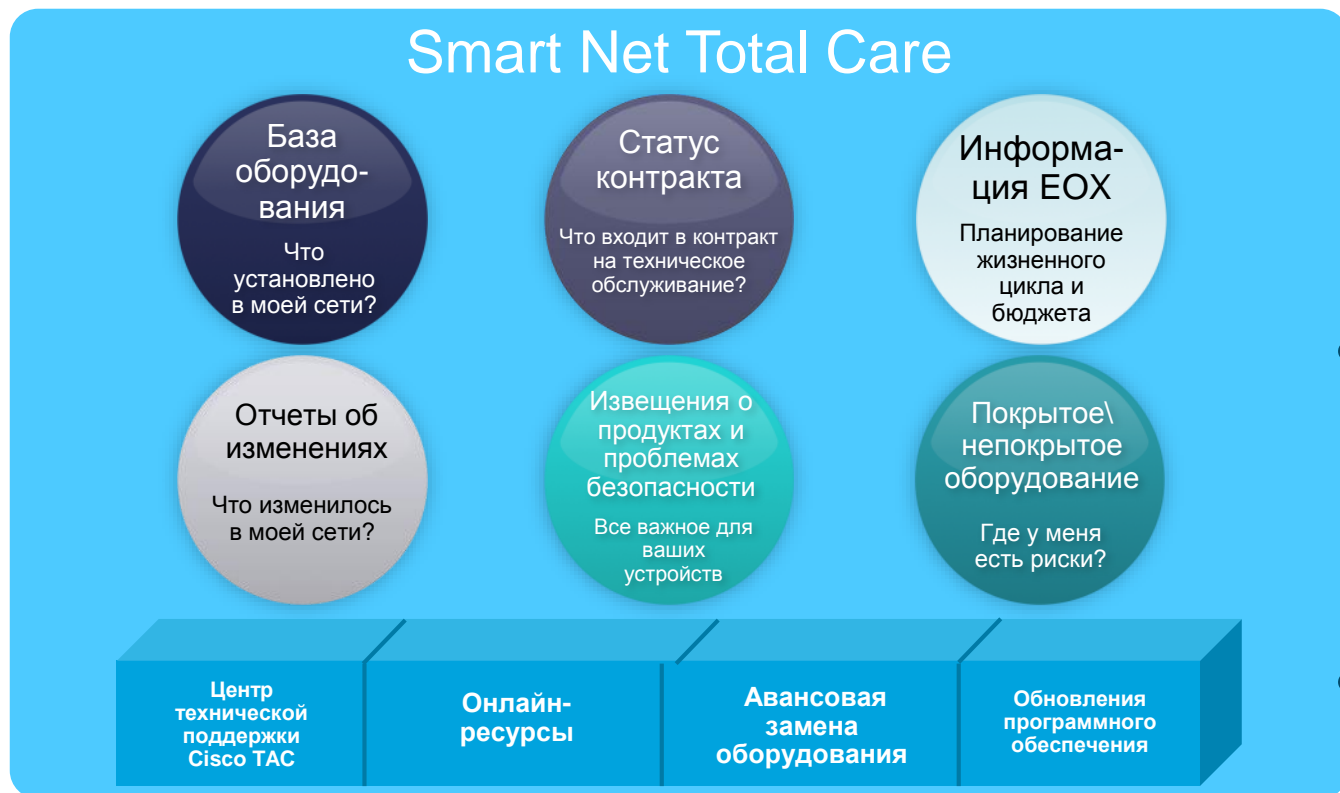 Smart Net Total Care
База
оборудо-
вания
Что
установлено
в моей сети?
Статус
контракта
Что входит в контракт
на техническое
обслуживание?
Информа-
ция EOX
Планирование
жизненного
цикла и
бюджета
Отчеты об
изменениях
Что изменилось
в моей сети?
Извещения о
продуктах и
проблемах
безопасности
Все важное для
ваших
устройств
Покрытое\
непокрытое
оборудование
Где у меня
есть риски?
Центр
технической
поддержки
Cisco TAC
Онлайн-
ресурсы
Авансовая
замена
оборудования
Обновления
программного
обеспечения